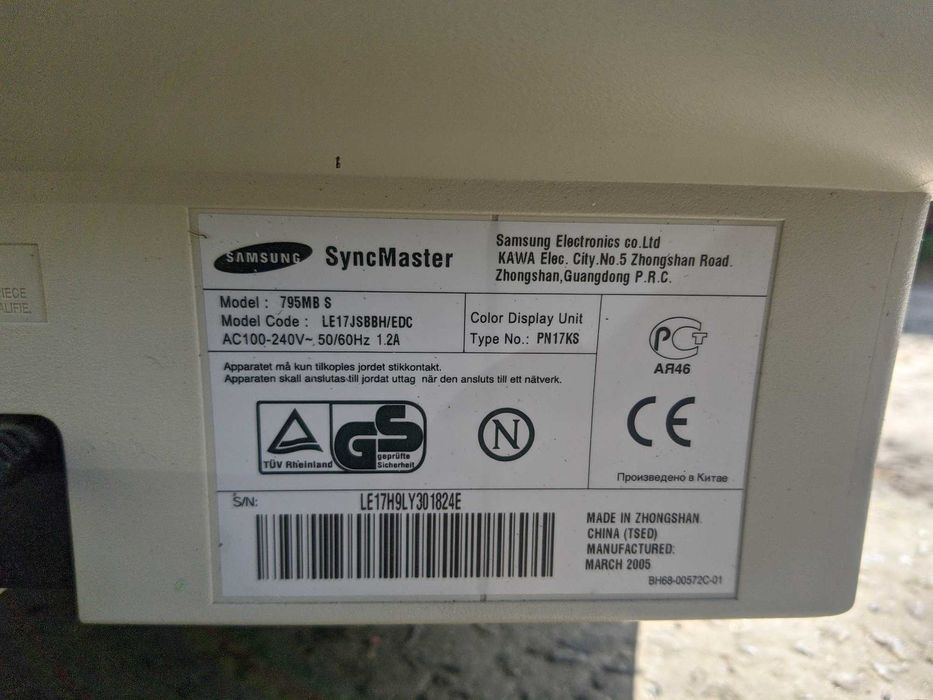 SAMSUNG SyncMaster
Samsung Electronics co.Ltd
KAWA Elec. City.No.5 Zhongshan Road.
Zhongshan,Guangdong P.R.C.
Model : 795MB S
Model Code : LE17JSBBH/EDC
AC100-240V~ 50/60Hz 1.2A
Color Display Unit
Type No.: PN17KS
Apparatet må kun tilkoples jordet stikkontakt.
Apparaten skall anslutas till jordat uttag när den ansluts till ett nätverk.
TÜV Rheinland
GS
geprüfte
Sicherheit
N
РСТ
АЯ46
CE
Произведено в Китае
S/N: LE17H9LY301824E
MADE IN ZHONGSHAN.
CHINA (TSED)
MANUFACTURED:
MARCH 2005
BH68-00572C-01